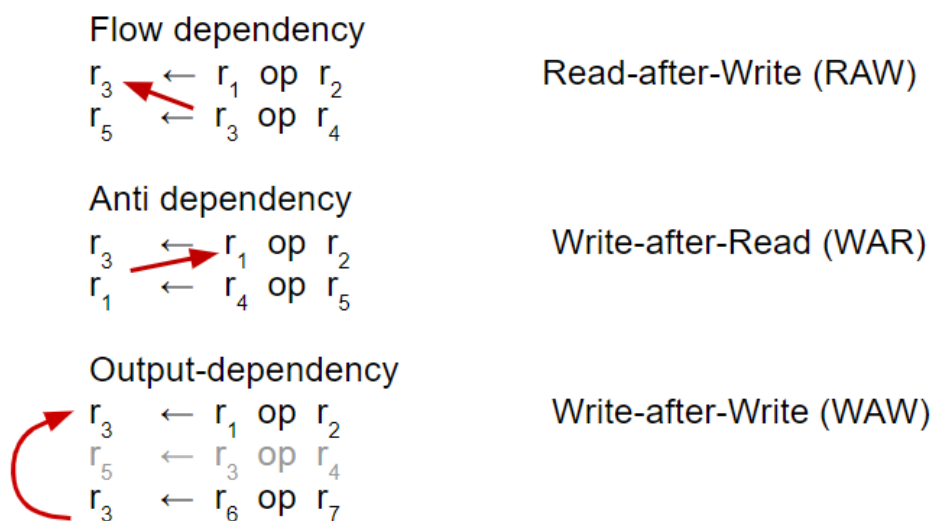 Flow dependency
r₃ ← r₁ op r₂ Read-after-Write (RAW)
r₅ ← r₃ op r₄
Anti dependency
r₃ ← r₁ op r₂ Write-after-Read (WAR)
r₁ ← r₄ op r₅
Output-dependency
r₃ ← r₁ op r₂ Write-after-Write (WAW)
r₅ ← r₃ op r₄
r₃ ← r₆ op r₇